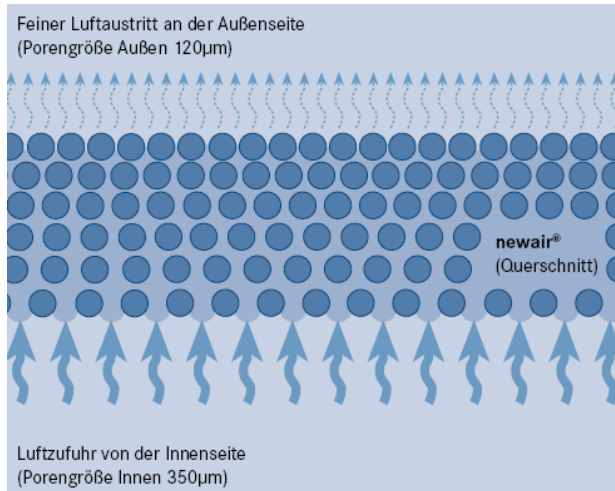 Feiner Luftaustritt an der Außenseite
(Porengröße Außen 120µm)
newair®
(Querschnitt)
Luftzufuhr von der Innenseite
(Porengröße Innen 350µm)